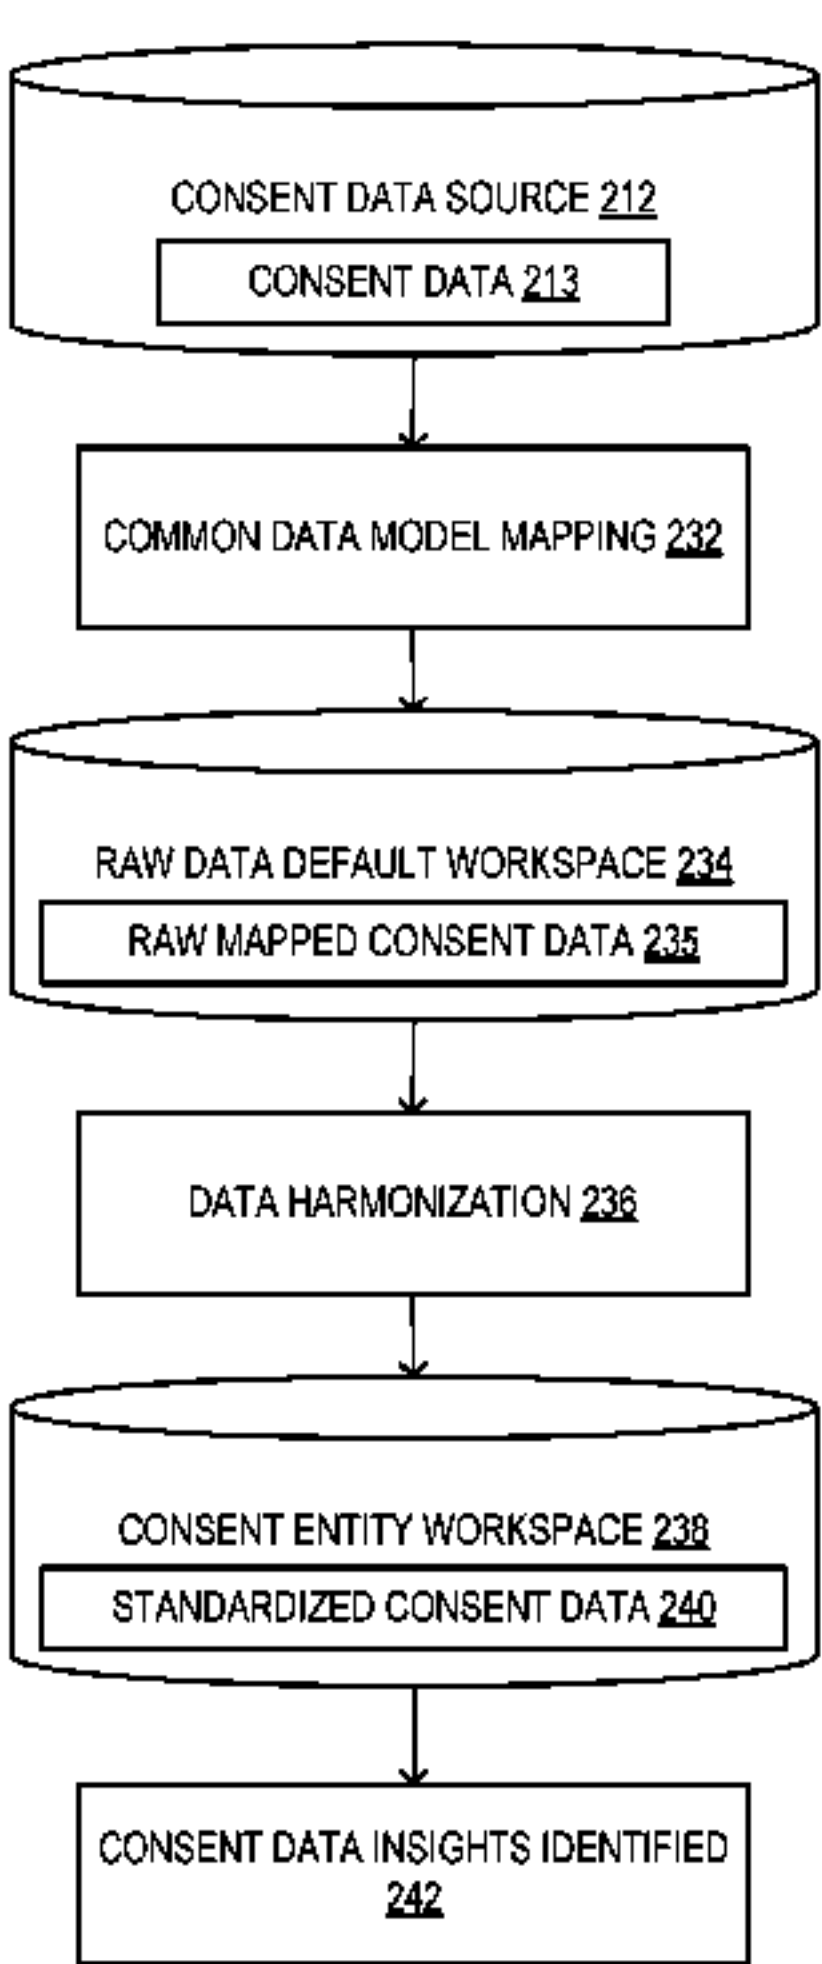 CONSENT DATA SOURCE 212
CONSENT DATA 213
COMMON DATA MODEL MAPPING 232
RAW DATA DEFAULT WORKSPACE 234
RAW MAPPED CONSENT DATA 235
DATA HARMONIZATION 236
CONSENT ENTITY WORKSPACE 238
STANDARDIZED CONSENT DATA 240
CONSENT DATA INSIGHTS IDENTIFIED
242